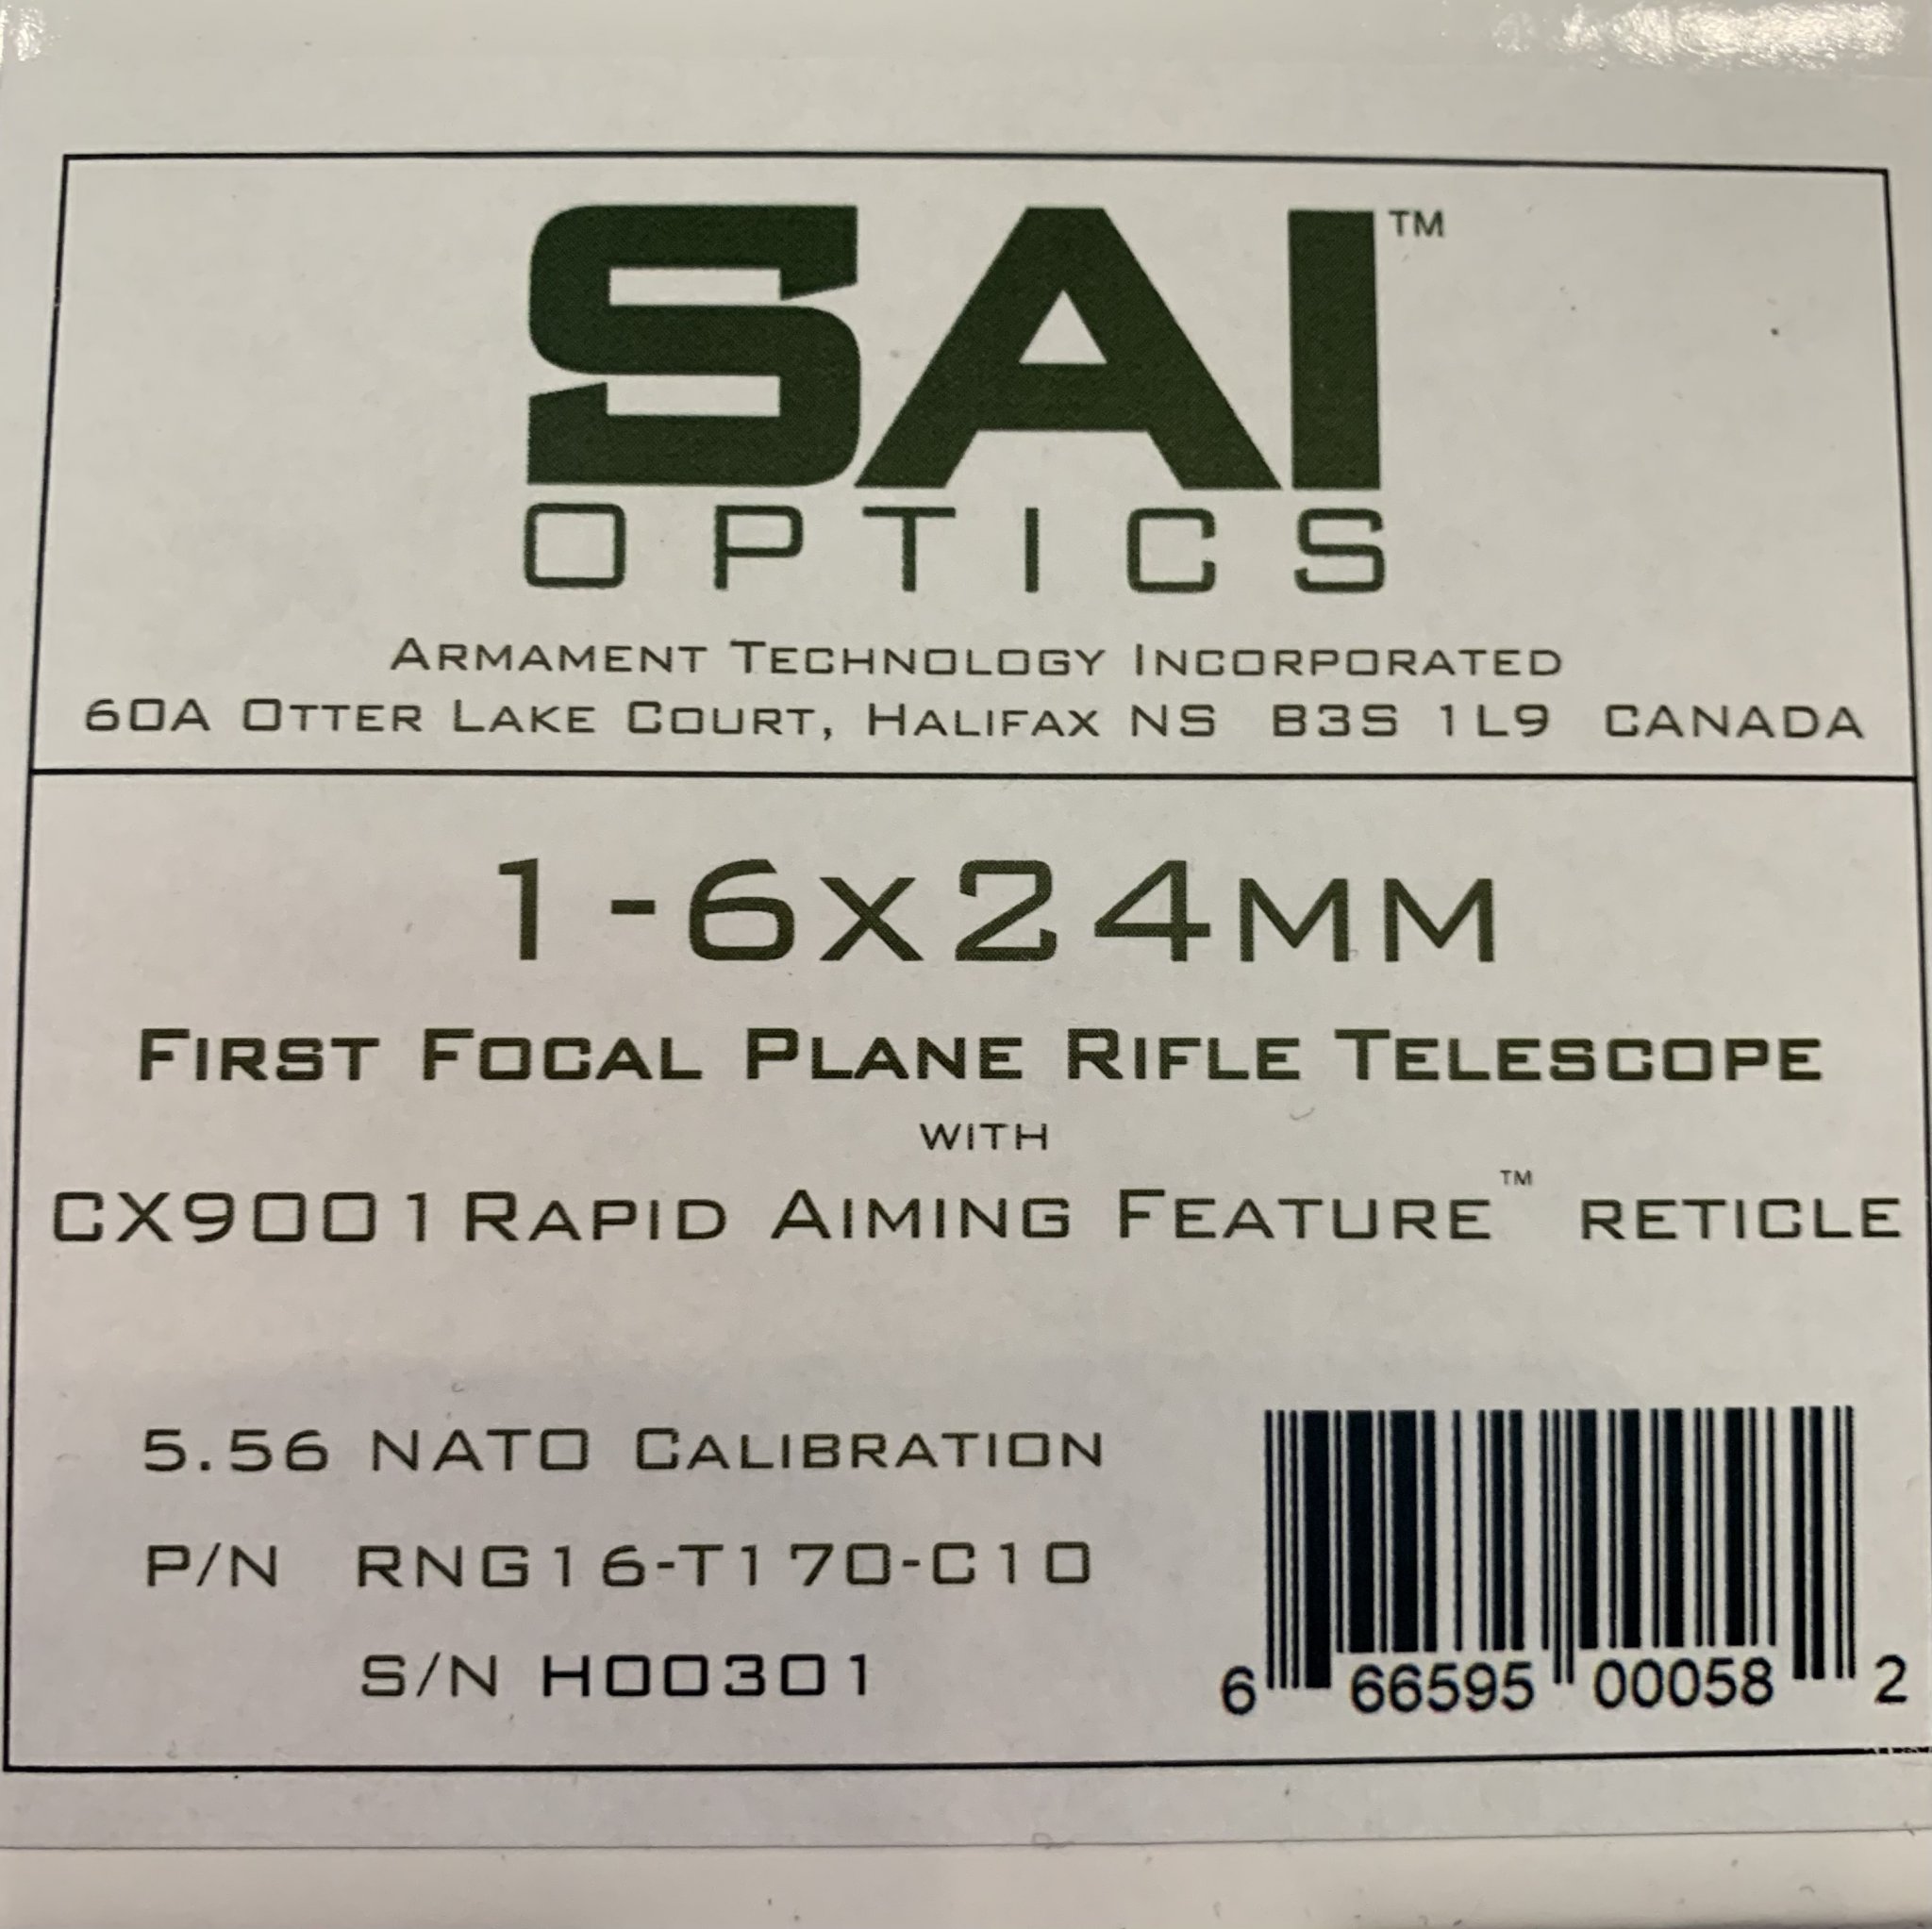 SAI™
OPTICS
ARMAMENT TECHNOLOGY INCORPORATED
60A OTTER LAKE COURT, HALIFAX NS B3S 1L9 CANADA
1-6X24MM
FIRST FOCAL PLANE RIFLE TELESCOPE
WITH
CX9001 RAPID AIMING FEATURE™ RETICLE
5.56 NATO CALIBRATION
P/N RNG16-T170-C10
S/N H00301
6 66595 00058 2